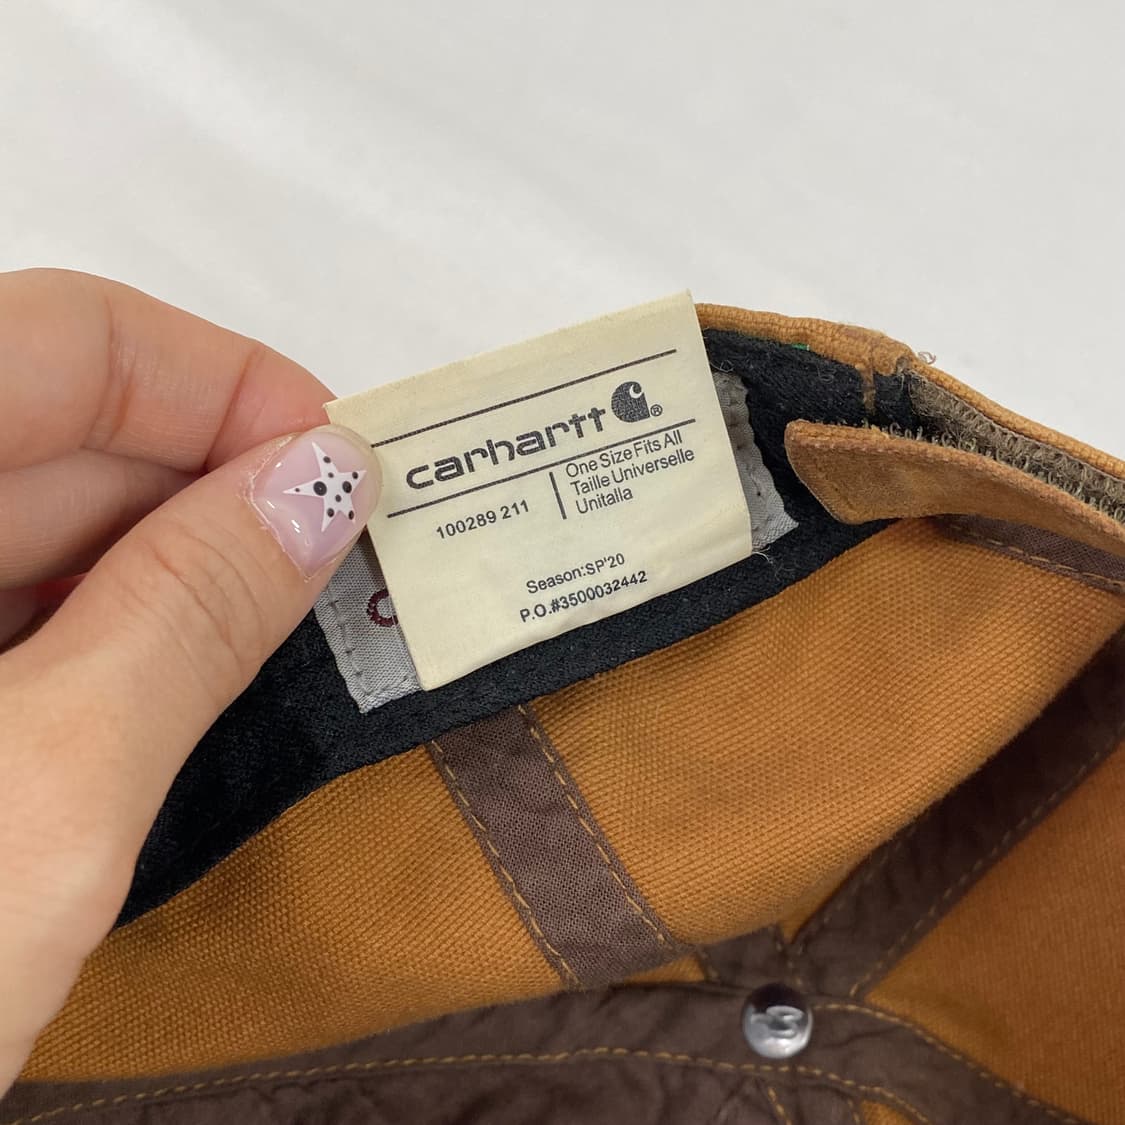 carhartt®
100289 211
One Size Fits All
Taille Universelle
Unitalla
Season:SP'20
P.O.#3500032442